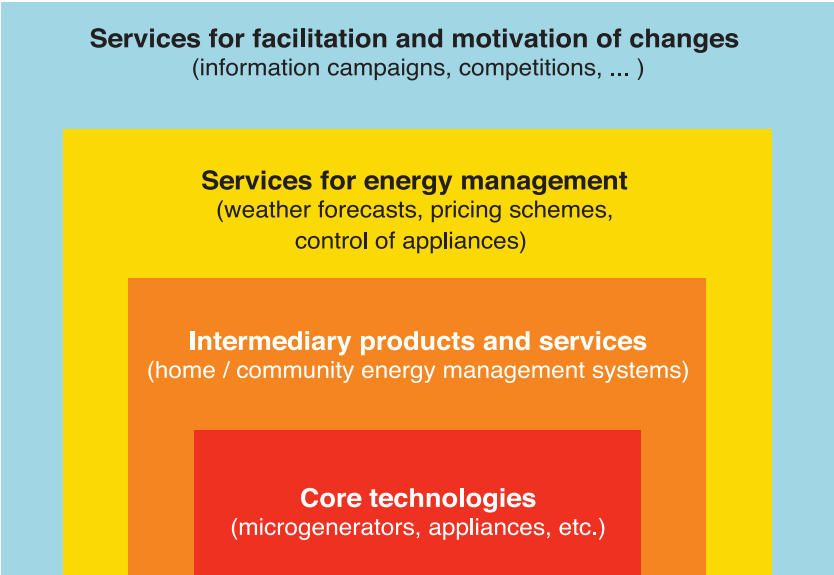 Services for facilitation and motivation of changes
(information campaigns, competitions, ... )
Services for energy management
(weather forecasts, pricing schemes,
control of appliances)
Intermediary products and services
(home / community energy management systems)
Core technologies
(microgenerators, appliances, etc.)